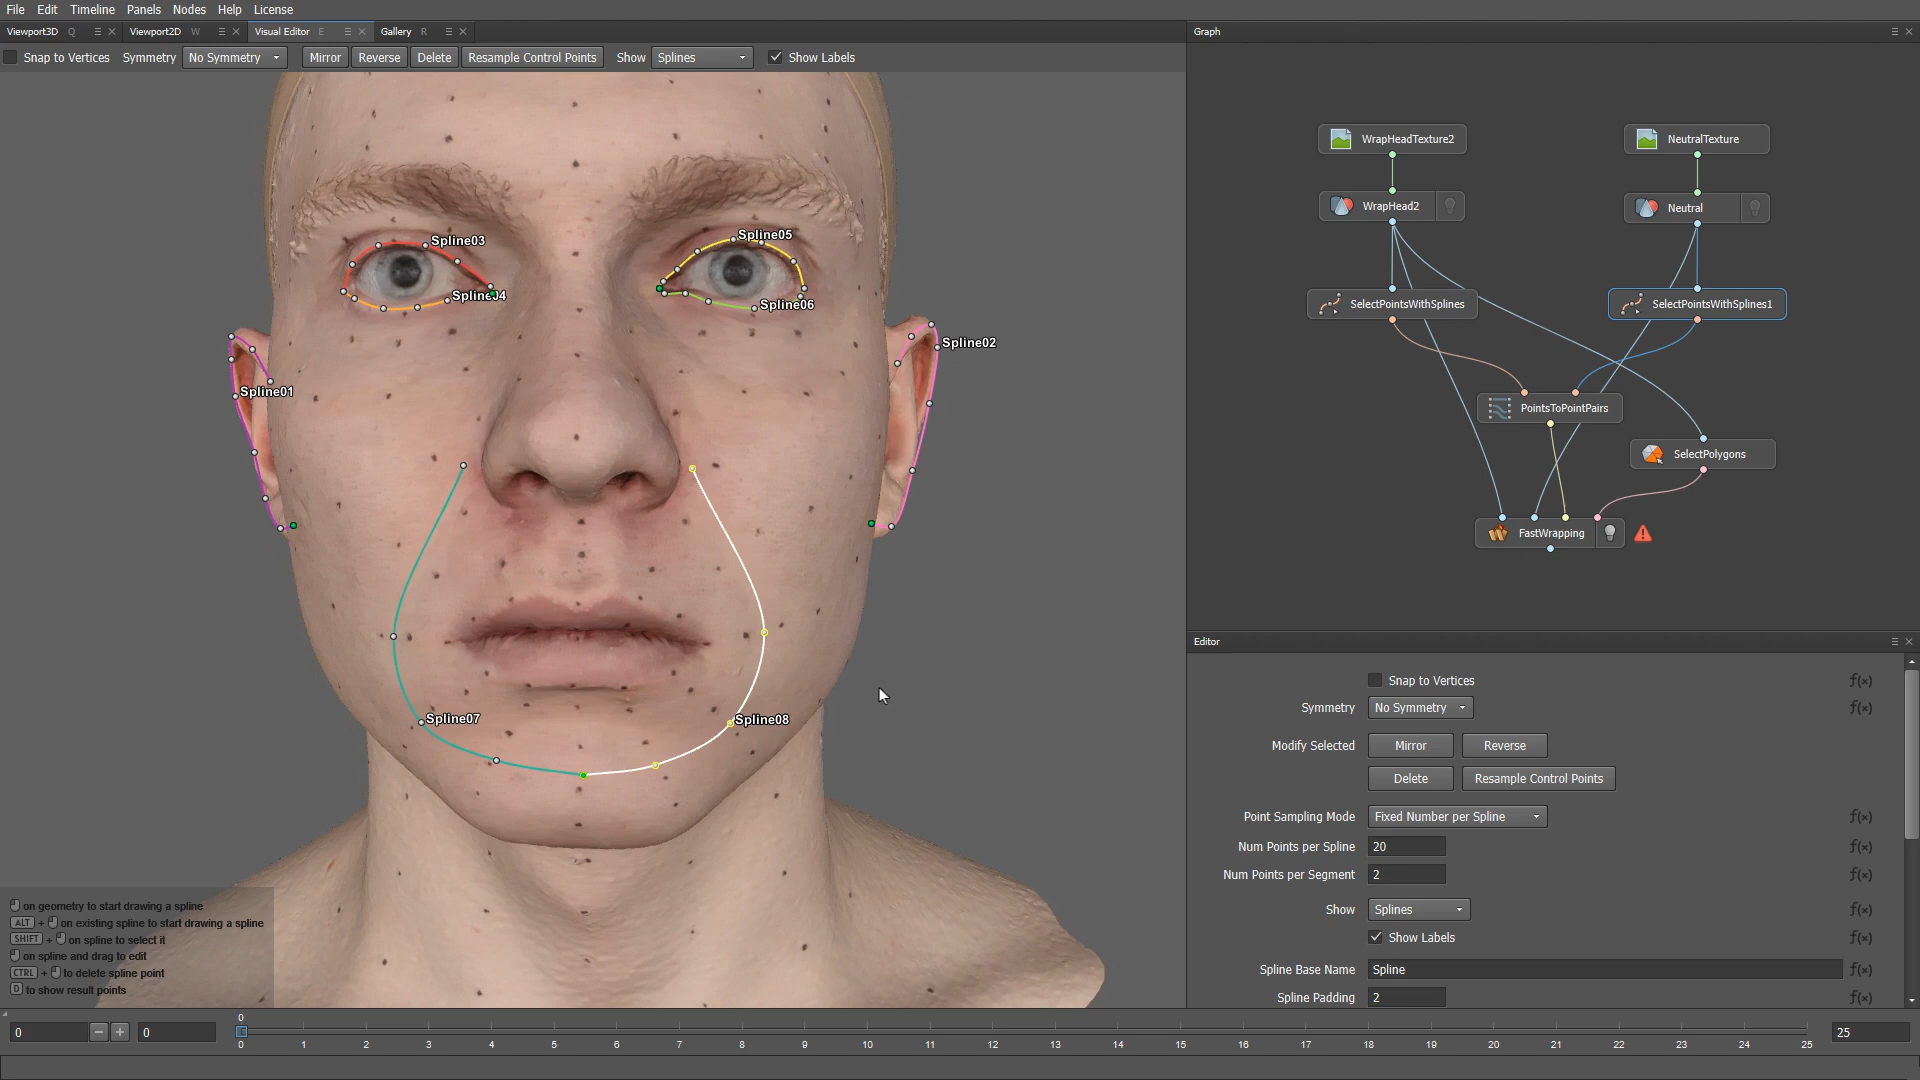 File Edit Timeline Panels Nodes Help License
Viewport3D Q Viewport2D W Visual Editor E Gallery R
Snap to Vertices Symmetry No Symmetry Mirror Reverse Delete Resample Control Points Show Splines Show Labels
Spline03
Spline04
Spline05
Spline06
Spline01
Spline02
Spline07
Spline08
on geometry to start drawing a spline
ALT + on existing spline to start drawing a spline
SHIFT + on spline to select it
on spline and drag to edit
CTRL + to delete spline point
D to show result points
Graph
WrapHeadTexture2
NeutralTexture
WrapHead2
Neutral
SelectPointsWithSplines
SelectPointsWithSplines1
PointsToPointPairs
SelectPolygons
FastWrapping
Editor
Snap to Vertices f(x)
Symmetry No Symmetry f(x)
Modify Selected Mirror Reverse
Delete Resample Control Points
Point Sampling Mode Fixed Number per Spline f(x)
Num Points per Spline 20 f(x)
Num Points per Segment 2 f(x)
Show Splines f(x)
Show Labels f(x)
Spline Base Name Spline f(x)
Spline Padding 2 f(x)
0
0 − + 0 25
0 1 2 3 4 5 6 7 8 9 10 11 12 13 14 15 16 17 18 19 20 21 22 23 24 25